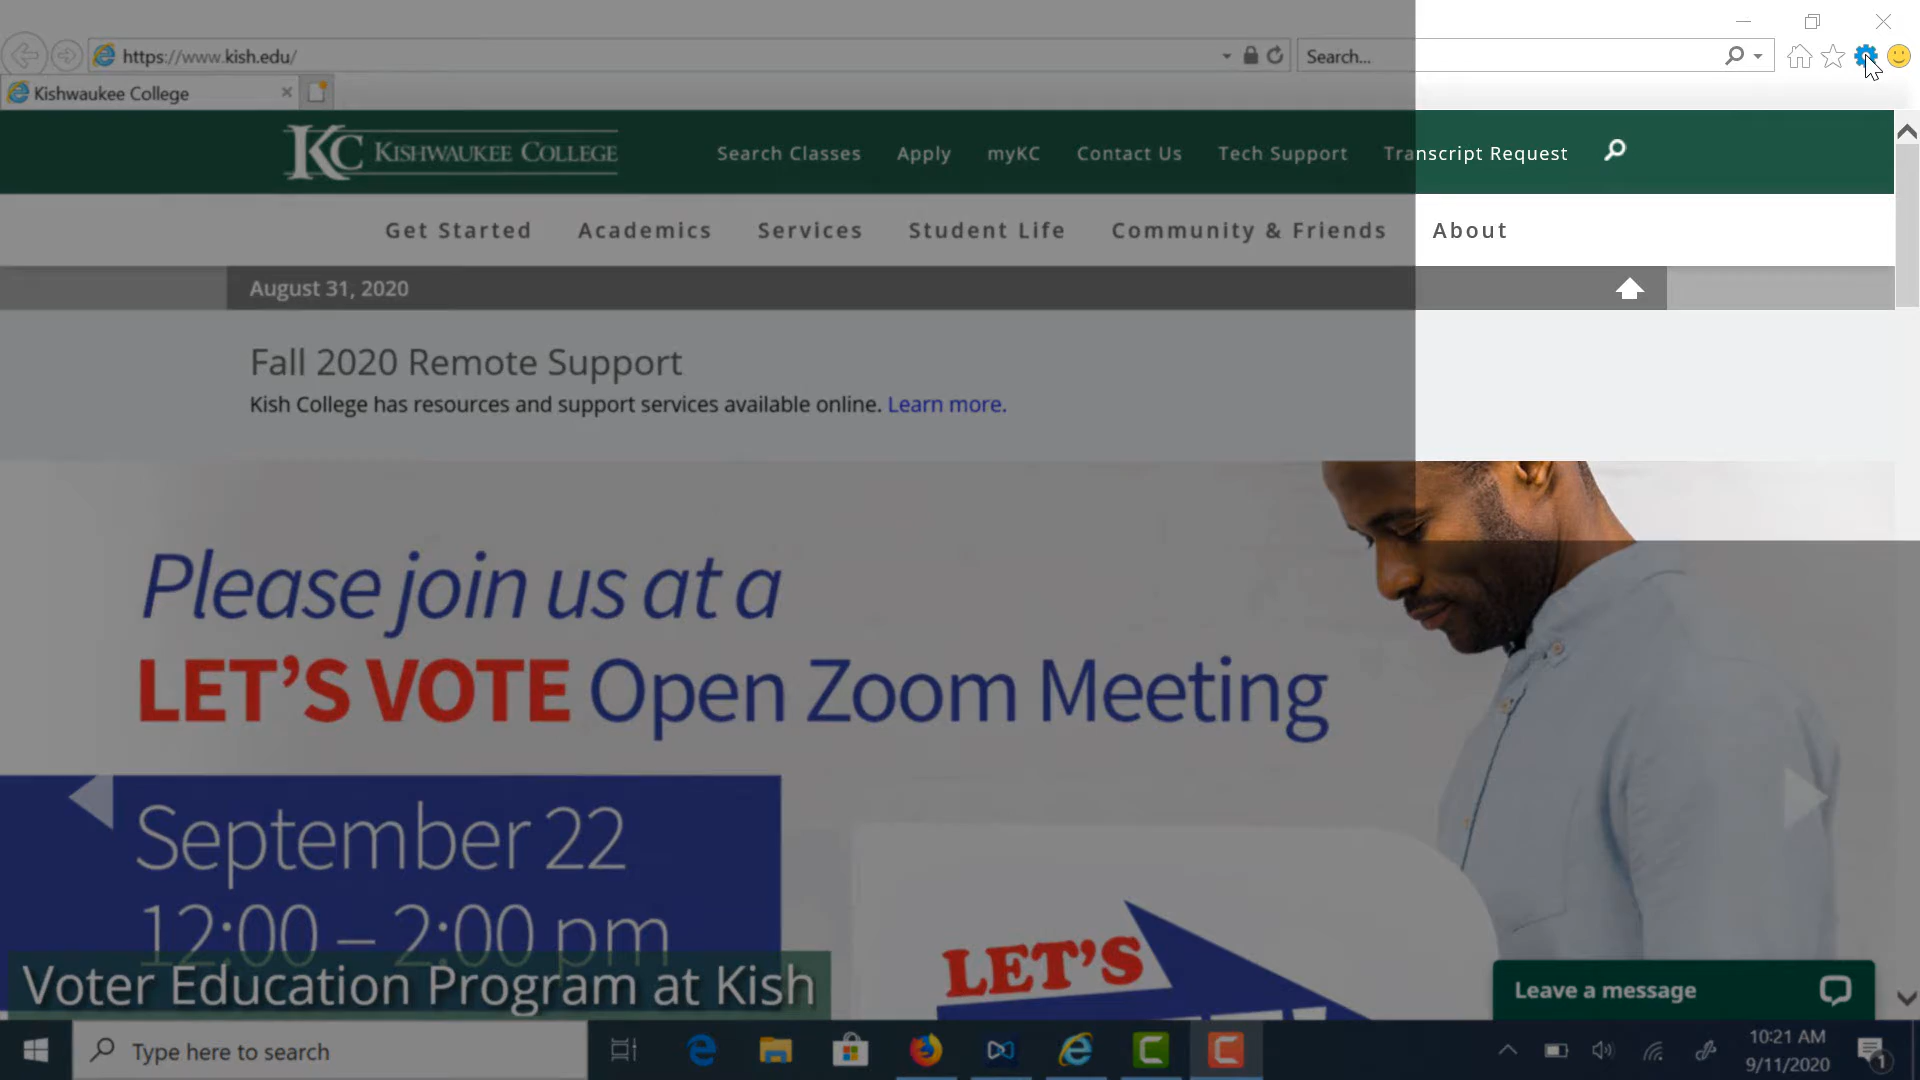 https://www.kish.edu/
Search...
Kishwaukee College
KC KISHWAUKEE COLLEGE
Search Classes Apply myKC Contact Us Tech Support Transcript Request
Get Started Academics Services Student Life Community & Friends About
August 31, 2020
Fall 2020 Remote Support
Kish College has resources and support services available online. Learn more.
Please join us at a
LET'S VOTE Open Zoom Meeting
September 22
12:00 – 2:00 pm
LET'S
Voter Education Program at Kish
Leave a message
Type here to search
10:21 AM
9/11/2020
1